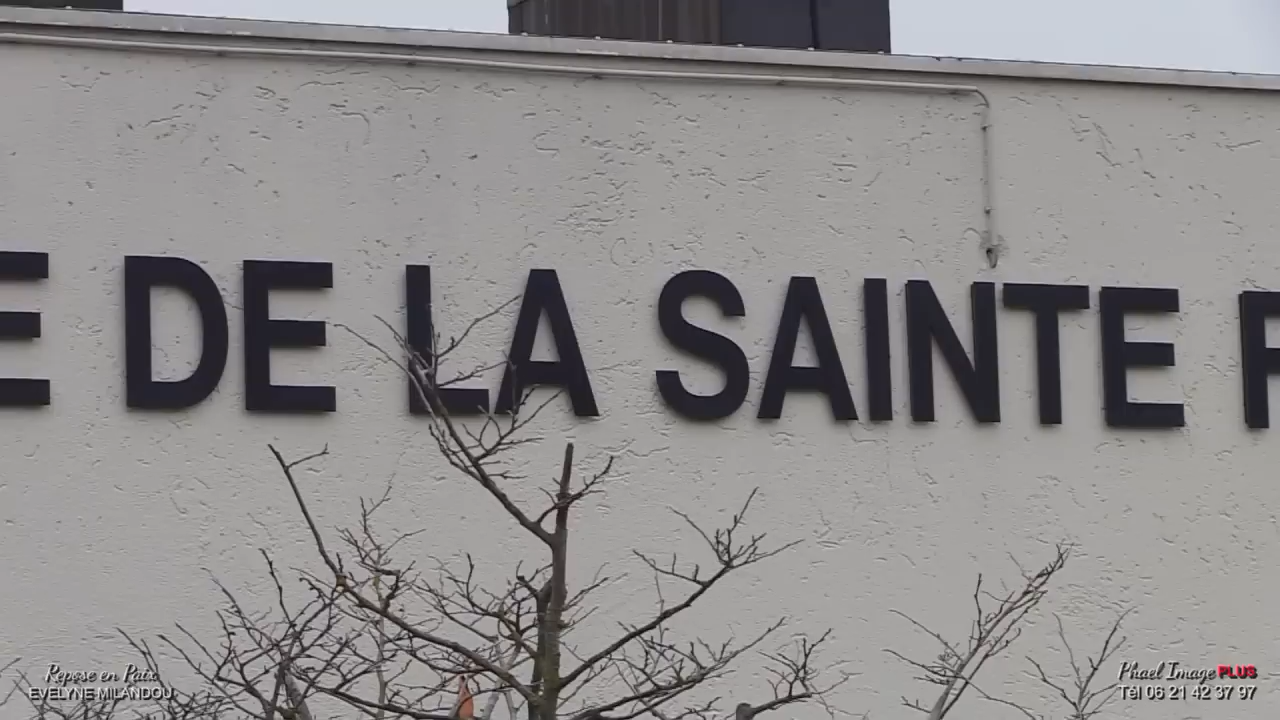 E DE LA SAINTE F
Repose en Paix
EVELYNE MILANDOU
Phael Image PLUS
Tél 06 21 42 37 97